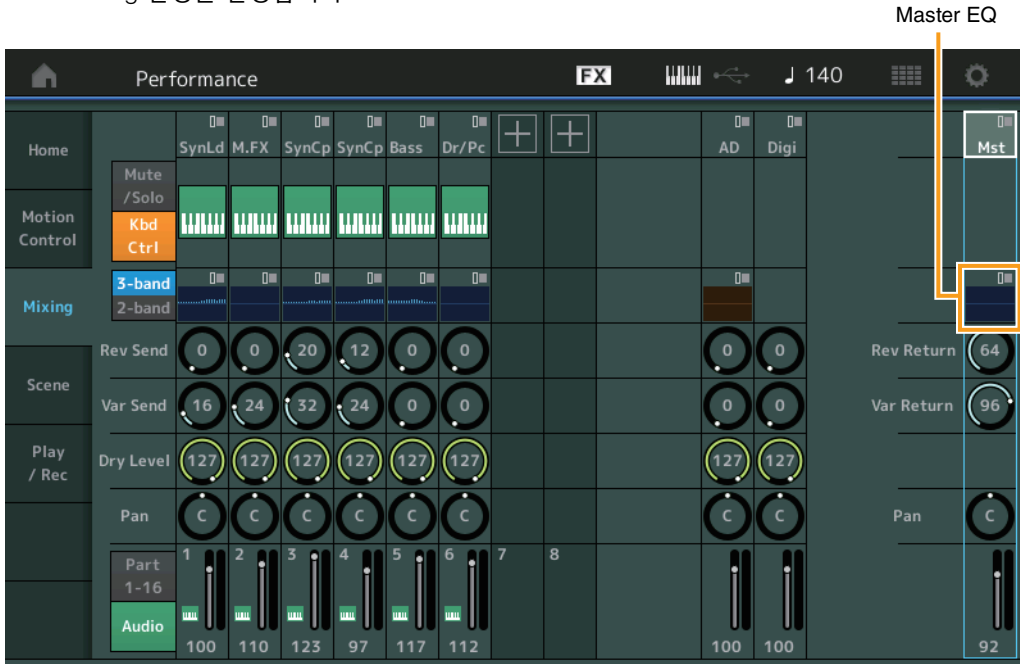 Master EQ
Performance FX 140
SynLd M.FX SynCp SynCp Bass Dr/Pc AD Digi Mst
Home
Mute
/Solo
Motion
Control
Kbd
Ctrl
3-band
Mixing 2-band
Rev Send 0 0 20 12 0 0 0 0 Rev Return 64
Scene
Var Send 16 24 32 24 0 0 0 0 Var Return 96
Play
/ Rec
Dry Level 127 127 127 127 127 127 127 127
Pan C C C C C C C C Pan C
1 2 3 4 5 6 7 8
Part
1-16
Audio
100 110 123 97 117 112 100 100 92